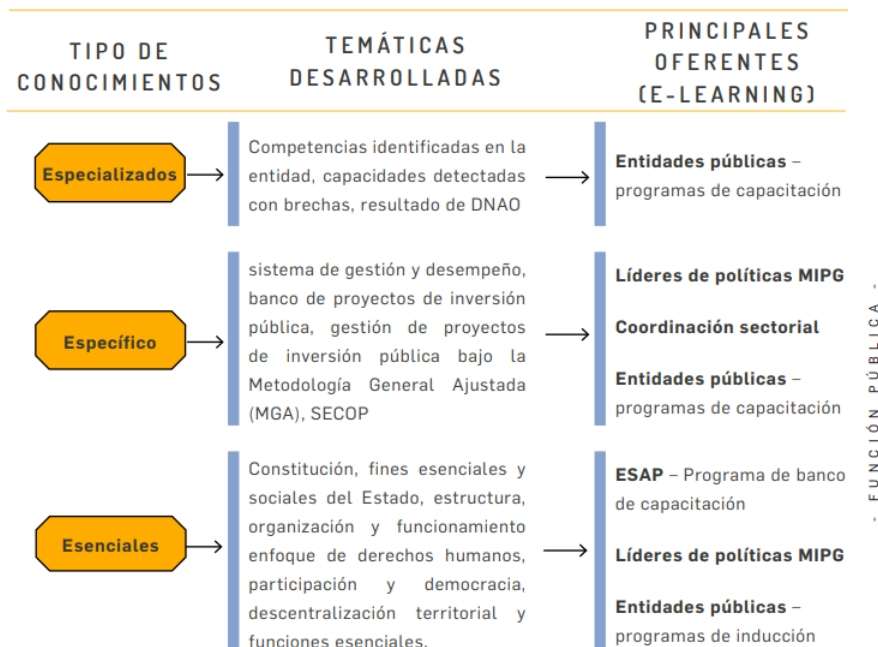 TIPO DE
CONOCIMIENTOS
TEMÁTICAS
DESARROLLADAS
PRINCIPALES
OFERENTES
(E-LEARNING)
Especializados
Competencias identificadas en la
entidad, capacidades detectadas
con brechas, resultado de DNAO
Entidades públicas –
programas de capacitación
Específico
sistema de gestión y desempeño,
banco de proyectos de inversión
pública, gestión de proyectos
de inversión pública bajo la
Metodología General Ajustada
(MGA), SECOP
Líderes de políticas MIPG
Coordinación sectorial
Entidades públicas –
programas de capacitación
Esenciales
Constitución, fines esenciales y
sociales del Estado, estructura,
organización y funcionamiento
enfoque de derechos humanos,
participación y democracia,
descentralización territorial y
funciones esenciales.
ESAP – Programa de banco
de capacitación
Líderes de políticas MIPG
Entidades públicas –
programas de inducción
- FUNCIÓN PÚBLICA -